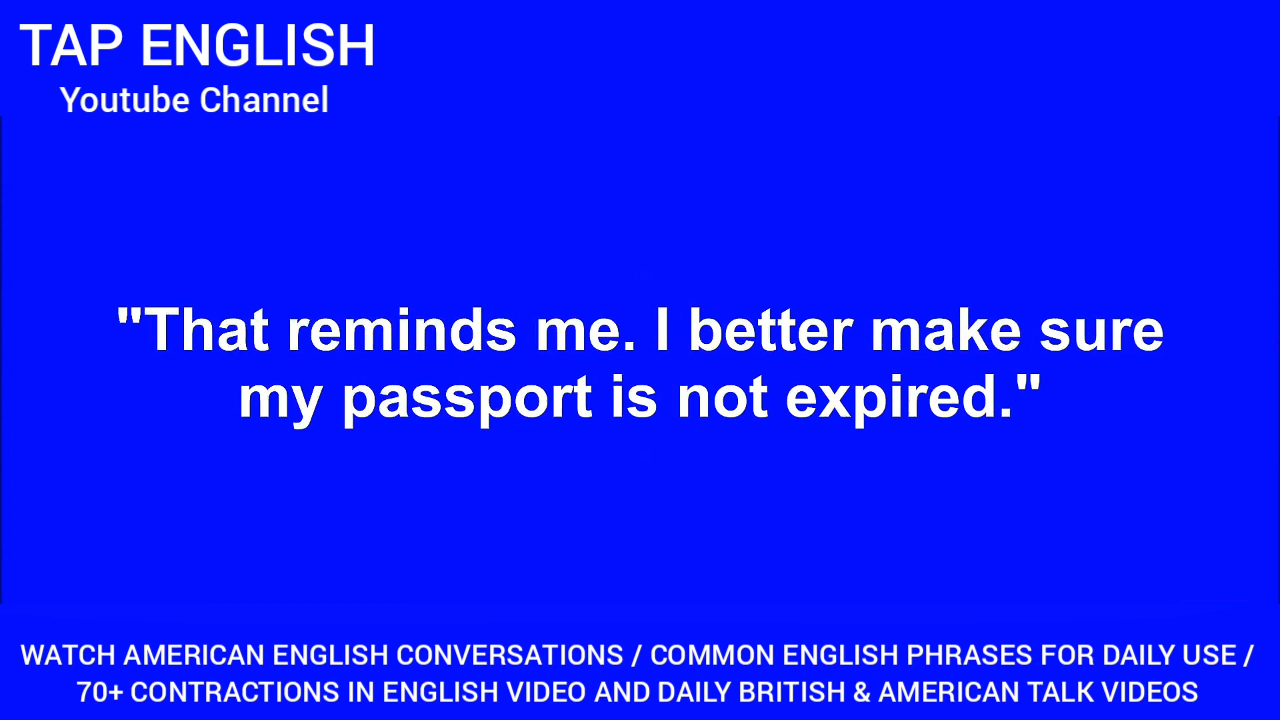 TAP ENGLISH
Youtube Channel
"That reminds me. I better make sure
my passport is not expired."
WATCH AMERICAN ENGLISH CONVERSATIONS / COMMON ENGLISH PHRASES FOR DAILY USE /
70+ CONTRACTIONS IN ENGLISH VIDEO AND DAILY BRITISH & AMERICAN TALK VIDEOS